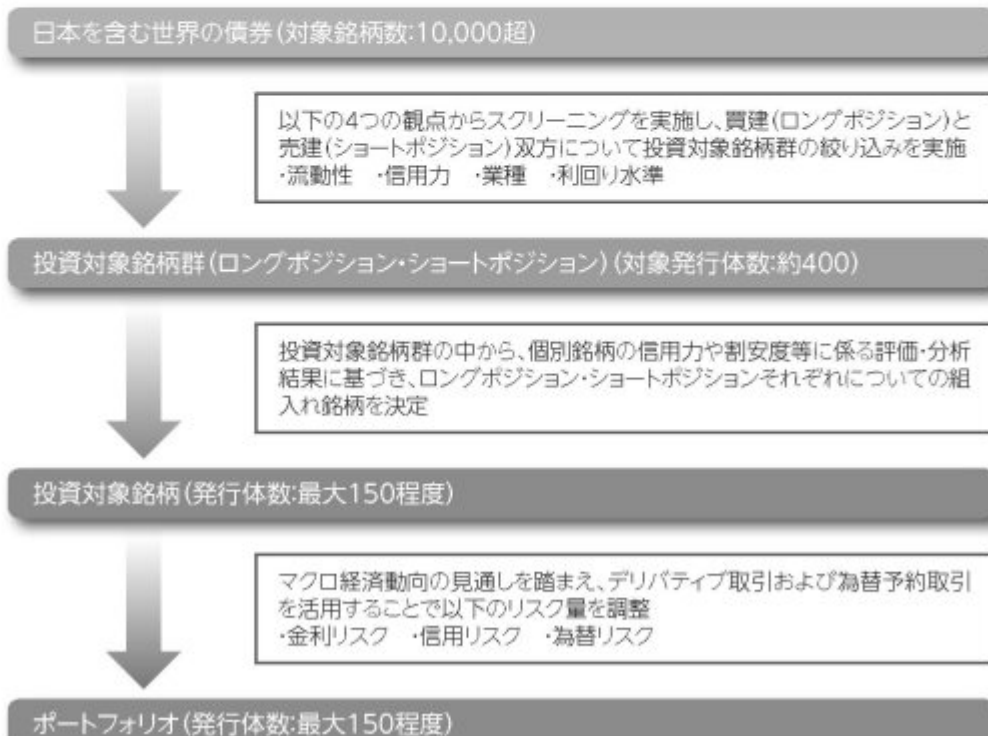 日本を含む世界の債券(対象銘柄数:10,000超)
以下の4つの観点からスクリーニングを実施し、買建(ロングポジション)と
売建(ショートポジション)双方について投資対象銘柄群の絞り込みを実施
・流動性 ・信用力 ・業種 ・利回り水準
投資対象銘柄群(ロングポジション・ショートポジション)(対象発行体数:約400)
投資対象銘柄群の中から、個別銘柄の信用力や割安度等に係る評価・分析
結果に基づき、ロングポジション・ショートポジションそれぞれについての組
入れ銘柄を決定
投資対象銘柄(発行体数:最大150程度)
マクロ経済動向の見通しを踏まえ、デリバティブ取引および為替予約取引
を活用することで以下のリスク量を調整
・金利リスク ・信用リスク ・為替リスク
ポートフォリオ(発行体数:最大150程度)